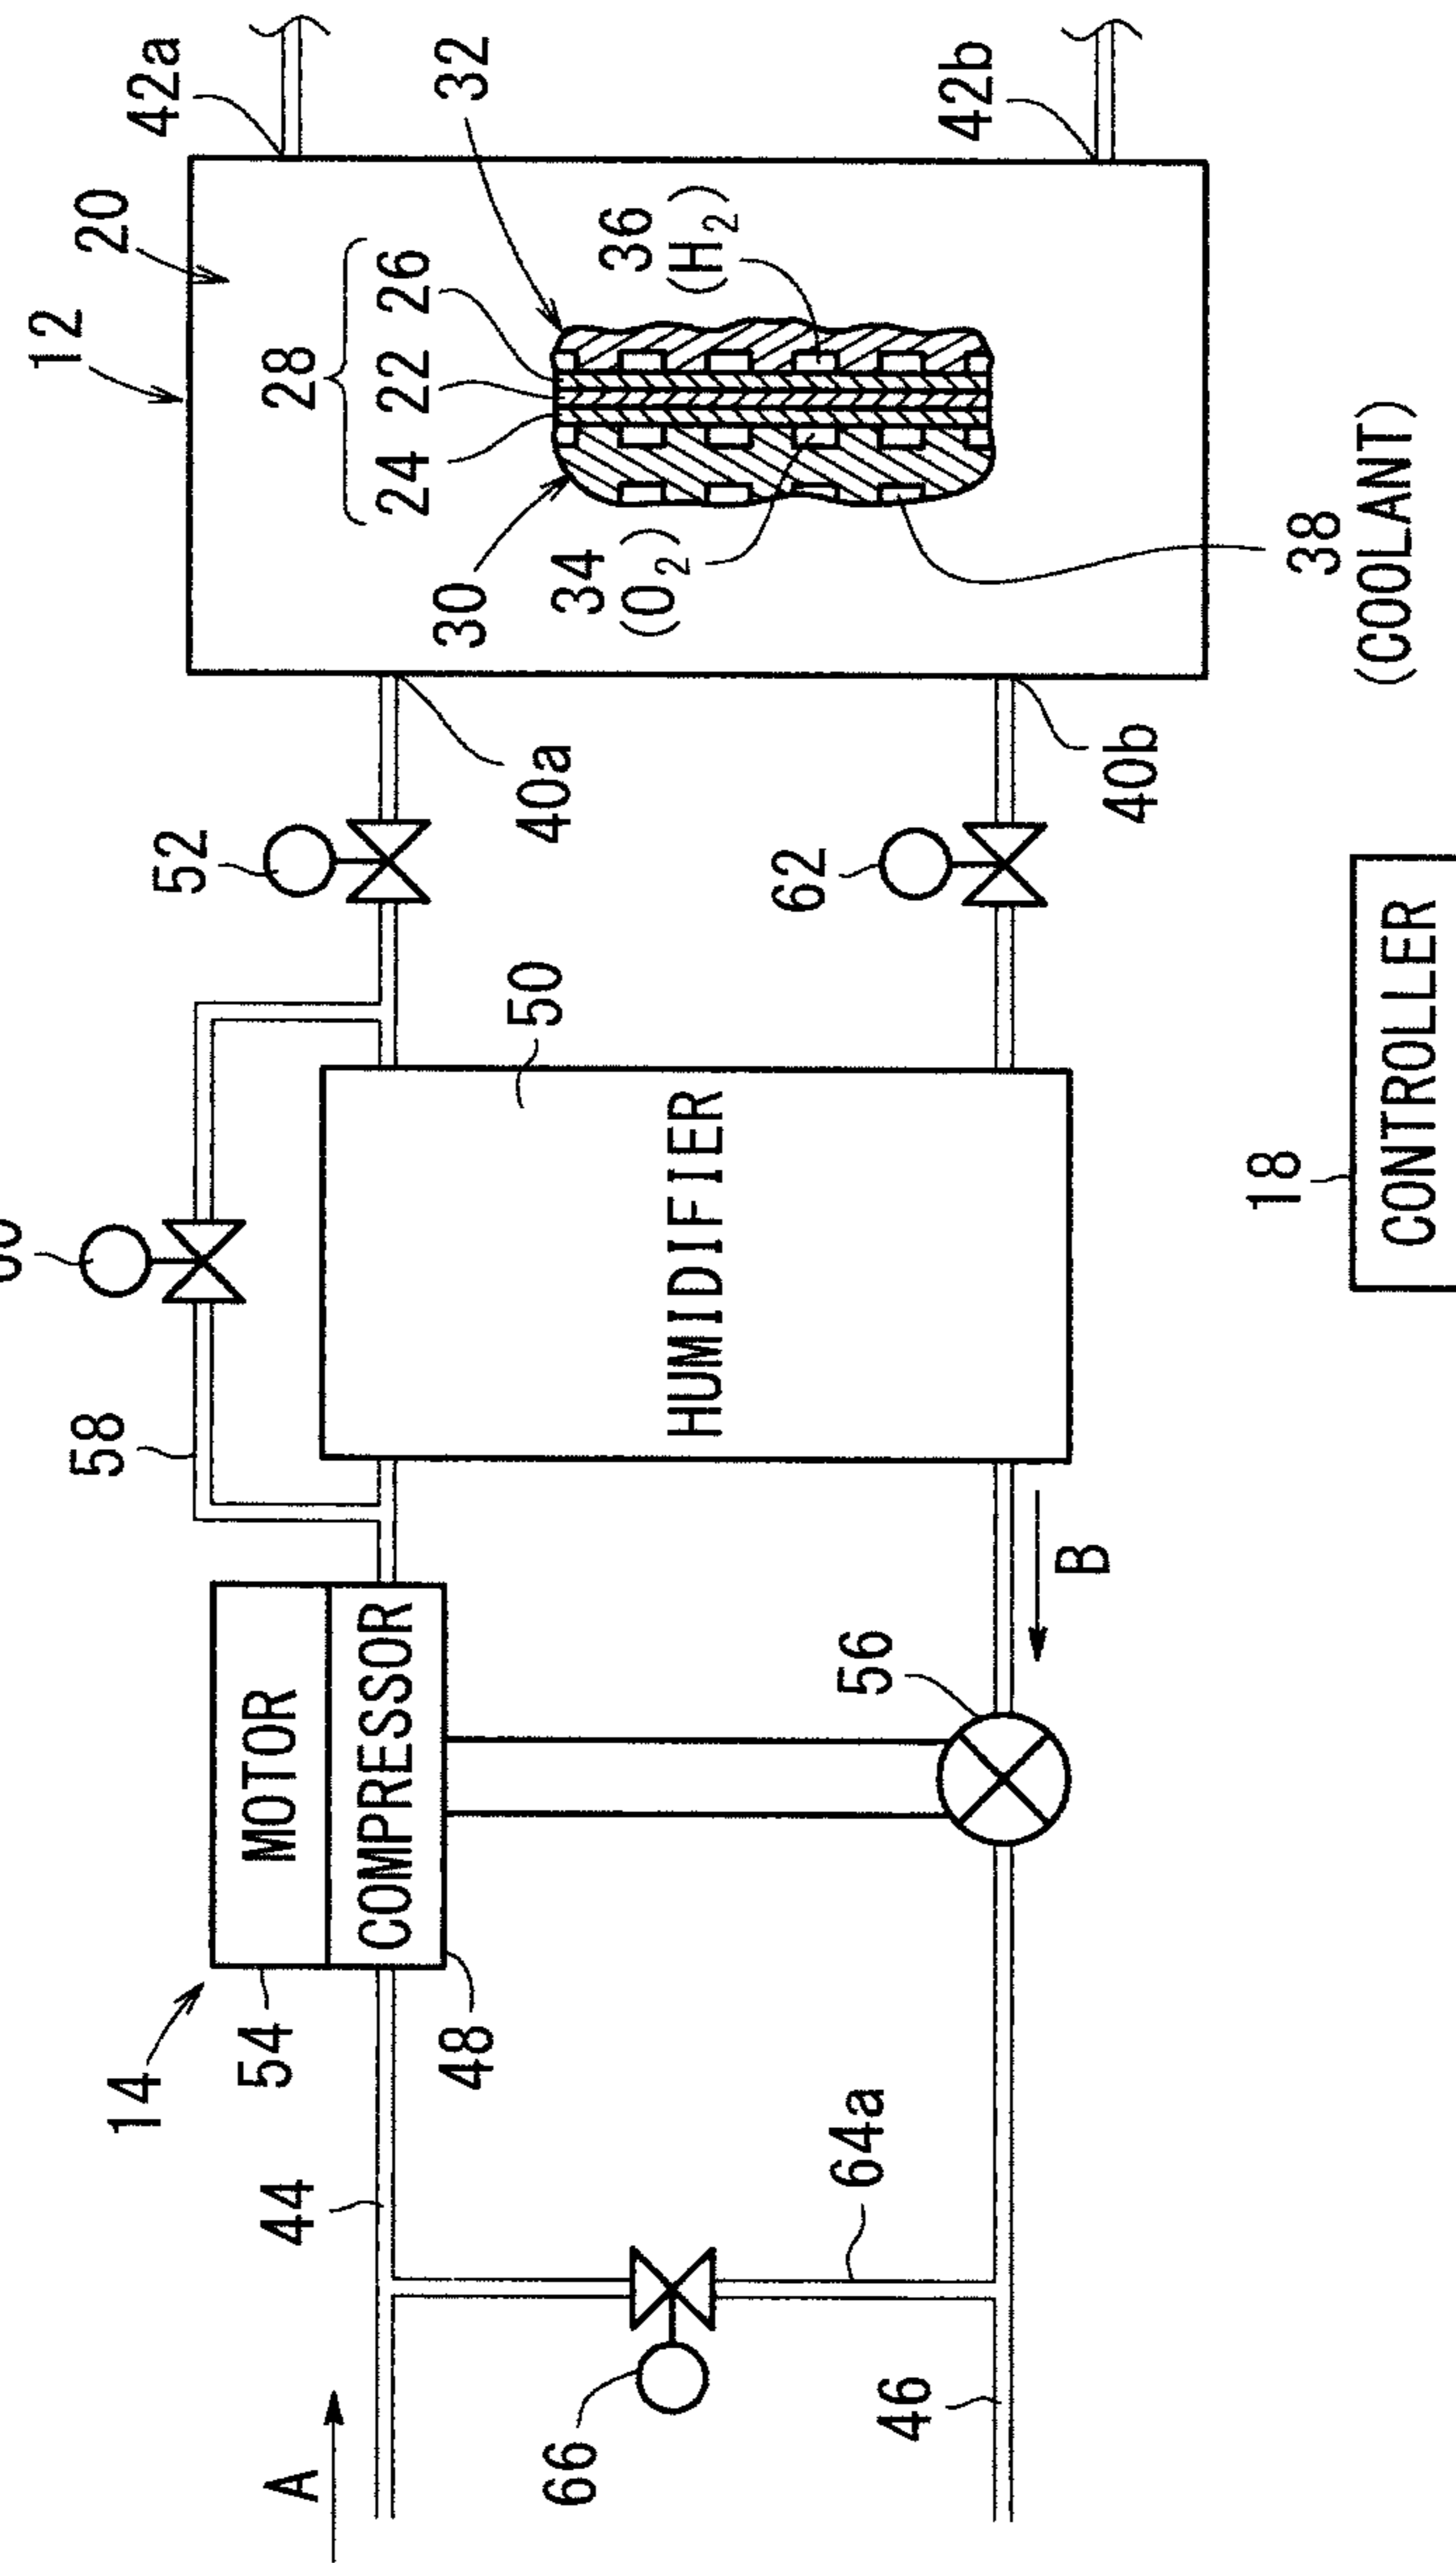 12
20
42a
32
28
24 22 26
36
(H₂)
30
34
(O₂)
42b
38
(COOLANT)
52
40a
62
40b
50
HUMIDIFIER
58
18
CONTROLLER
14
MOTOR
COMPRESSOR
54
48
56
B
44
64a
A
66
46